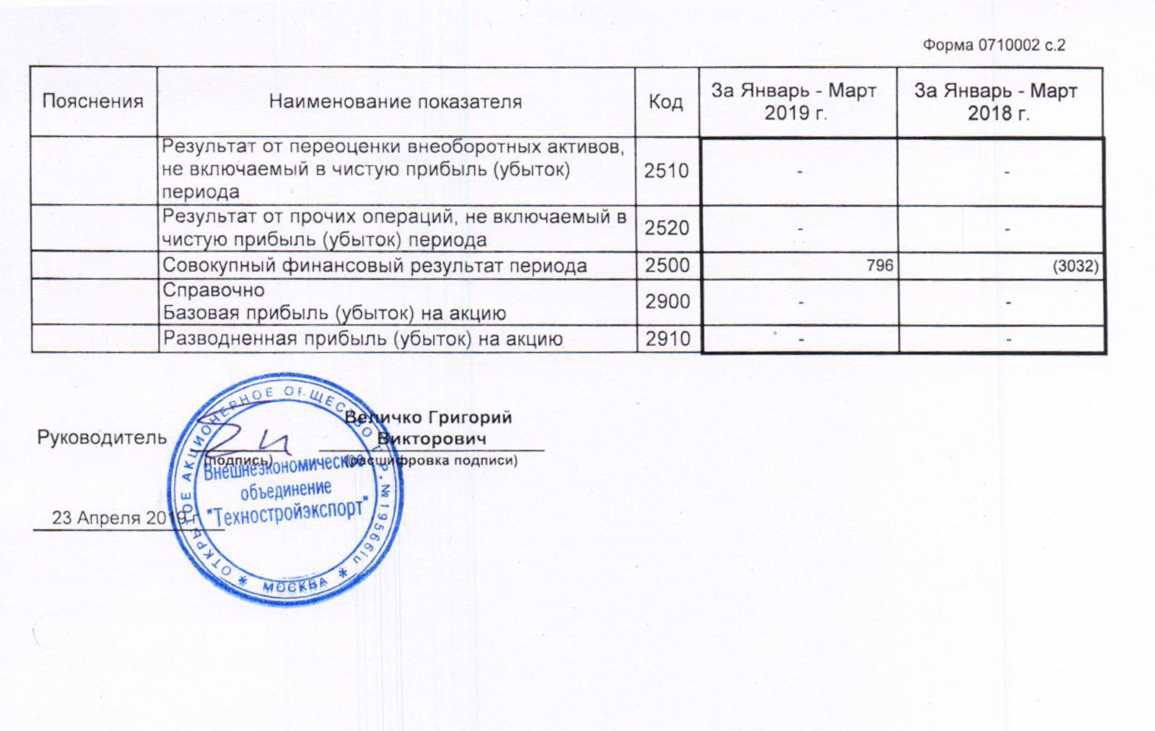 Форма 0710002 с.2
Пояснения Наименование показателя Код За Январь - Март 2019 г. За Январь - Март 2018 г.
Результат от переоценки внеоборотных активов,
не включаемый в чистую прибыль (убыток)
периода 2510 - -
Результат от прочих операций, не включаемый в
чистую прибыль (убыток) периода 2520 - -
Совокупный финансовый результат периода 2500 796 (3032)
Справочно
Базовая прибыль (убыток) на акцию 2900 - -
Разводненная прибыль (убыток) на акцию 2910 - -
Руководитель
Величко Григорий
Викторович
(подпись) (расшифровка подписи)
23 Апреля 2019 г.
ОТКРЫТОЕ АКЦИОНЕРНОЕ ОБЩЕСТВО
Внешнеэкономическое
объединение
"Техностройэкспорт"
* МОСКВА *